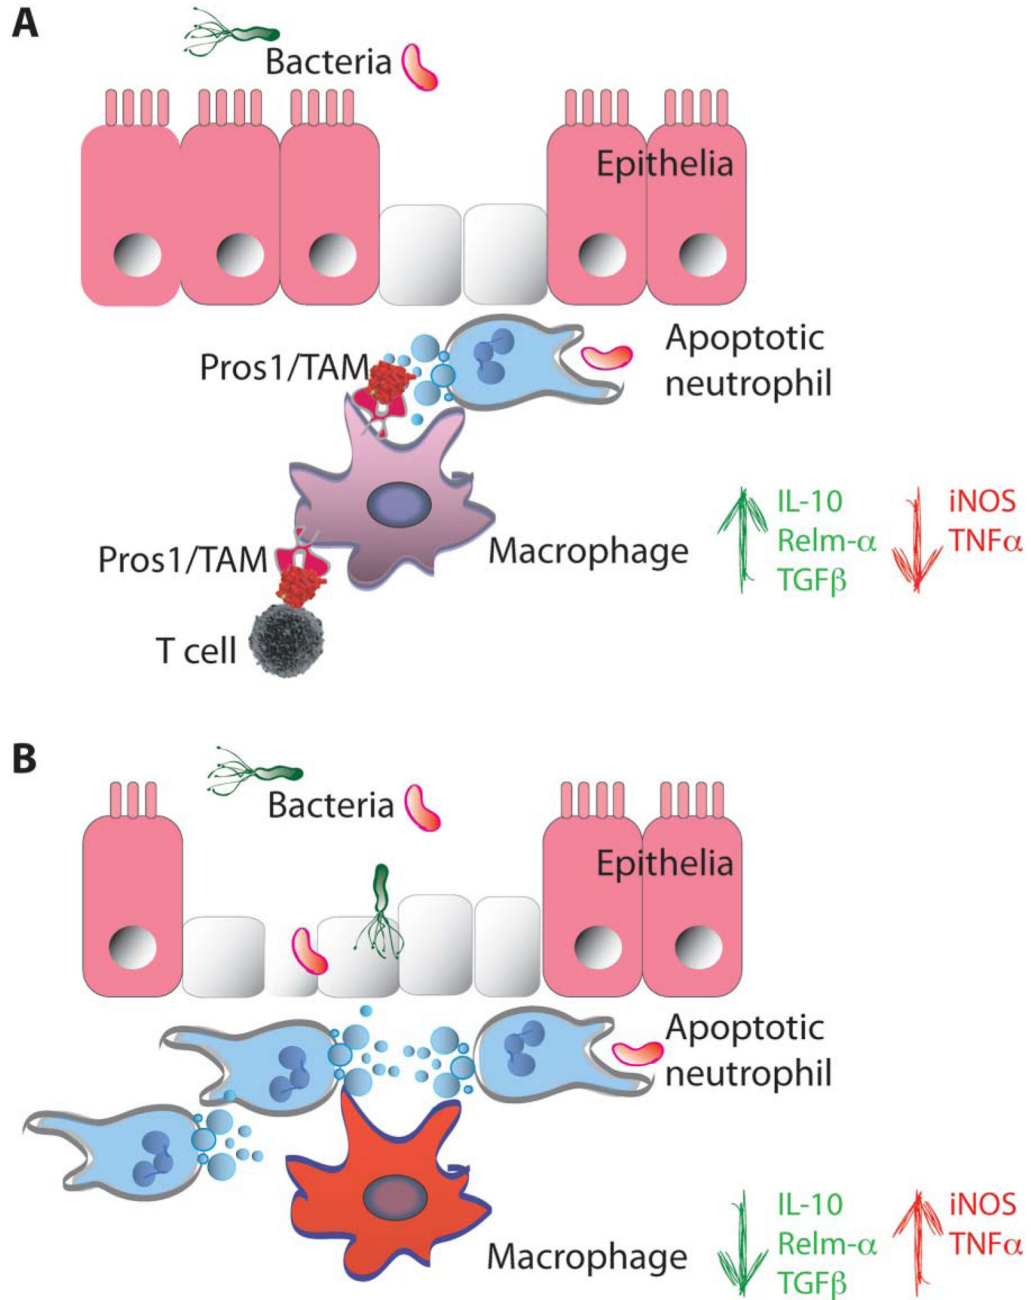 A
Bacteria
Epithelia
Apoptotic
neutrophil
Pros1/TAM
IL-10
Relm-α
TGFβ
iNOS
TNFα
Macrophage
Pros1/TAM
T cell
B
Bacteria
Epithelia
Apoptotic
neutrophil
IL-10
Relm-α
TGFβ
iNOS
TNFα
Macrophage